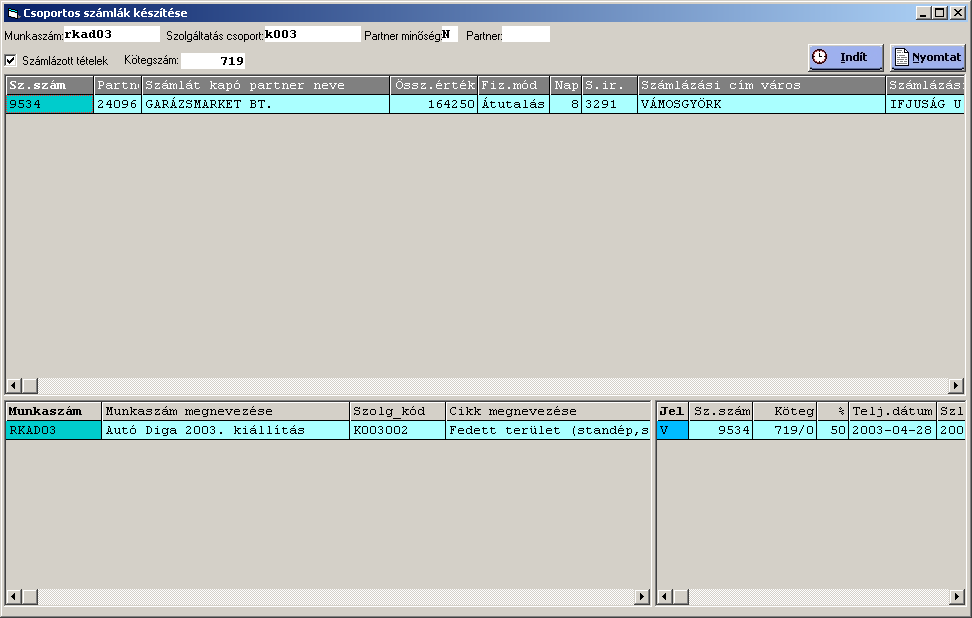 Csoportos számlák készítése
Munkaszám: rkad03 Szolgáltatás csoport: k003 Partner minőség: N Partner:
Számlázott tételek Kötegszám: 719 Indít Nyomtat
Sz.szám Partn Számlát kapó partner neve Össz.érték Fiz.mód Nap S.ir. Számlázási cím város Számlázási
9534 24096 GARÁZSMARKET BT. 164250 Átutalás 8 3291 VÁMOSGYÖRK IFJUSÁG U
Munkaszám Munkaszám megnevezése Szolg_kód Cikk megnevezése Jel Sz.szám Köteg % Telj.dátum Szl
RKAD03 Autó Diga 2003. kiállítás K003002 Fedett terület (standép,s V 9534 719/0 50 2003-04-28 200